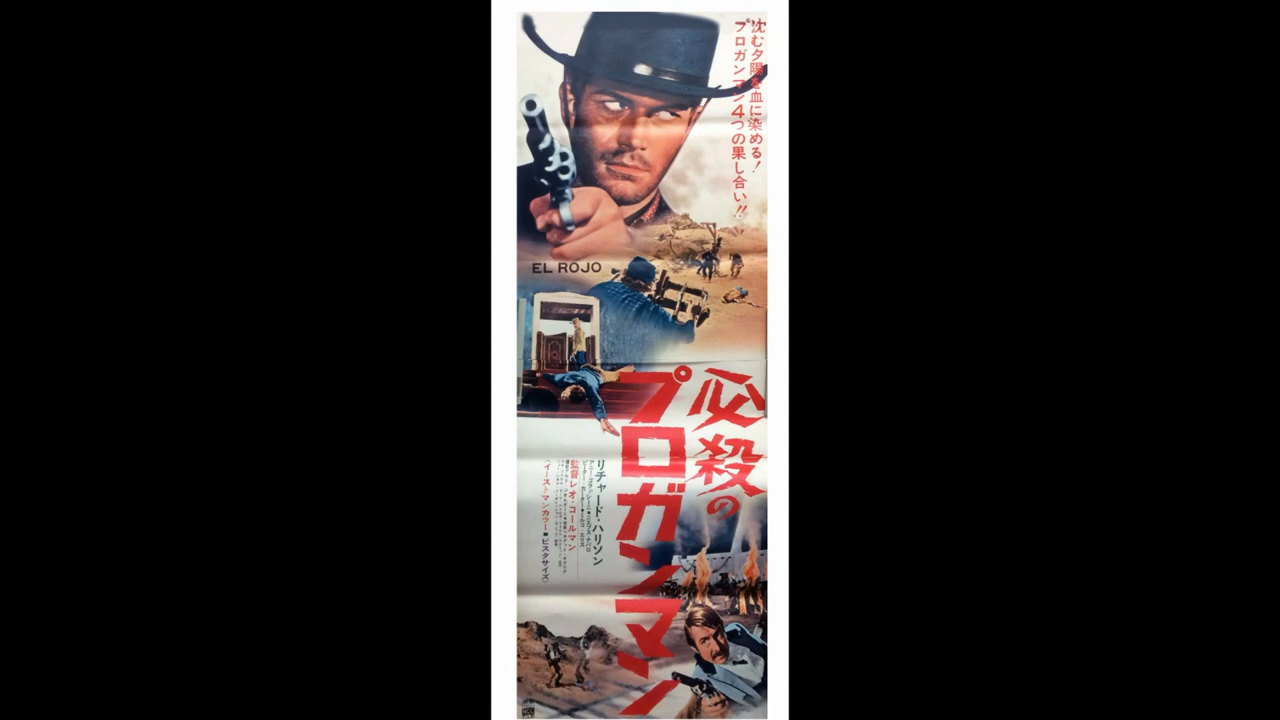 沈む夕陽を血に染める！
プロガンマン4つの果し合い!!
EL ROJO
必殺の
プロガンマン
リチャード・ハリソン
監督レオ・コールマン
（イーストマンカラー■ビスタサイズ）